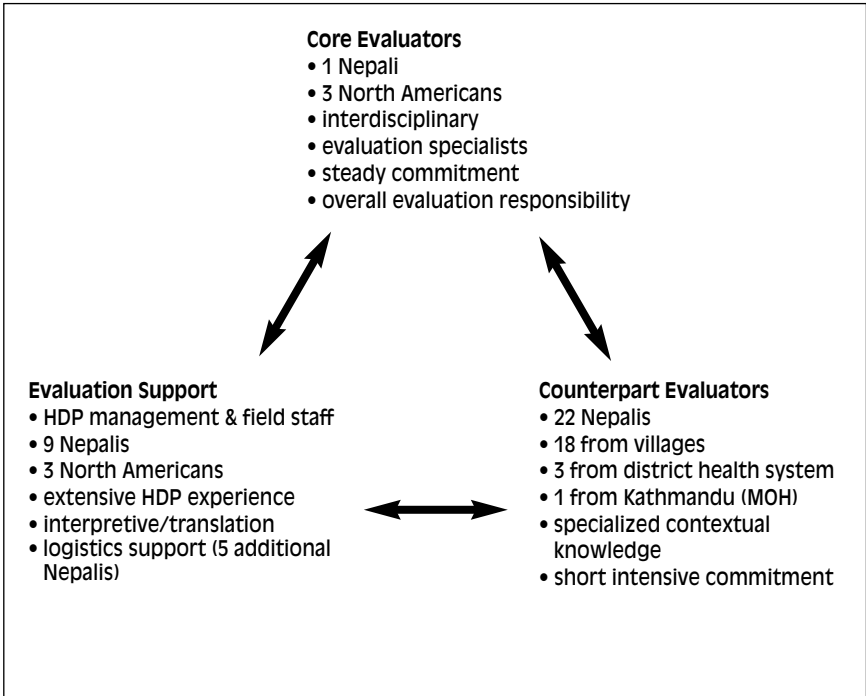 Core Evaluators
• 1 Nepali
• 3 North Americans
• interdisciplinary
• evaluation specialists
• steady commitment
• overall evaluation responsibility
Evaluation Support
• HDP management & field staff
• 9 Nepalis
• 3 North Americans
• extensive HDP experience
• interpretive/translation
• logistics support (5 additional
Nepalis)
Counterpart Evaluators
• 22 Nepalis
• 18 from villages
• 3 from district health system
• 1 from Kathmandu (MOH)
• specialized contextual
knowledge
• short intensive commitment